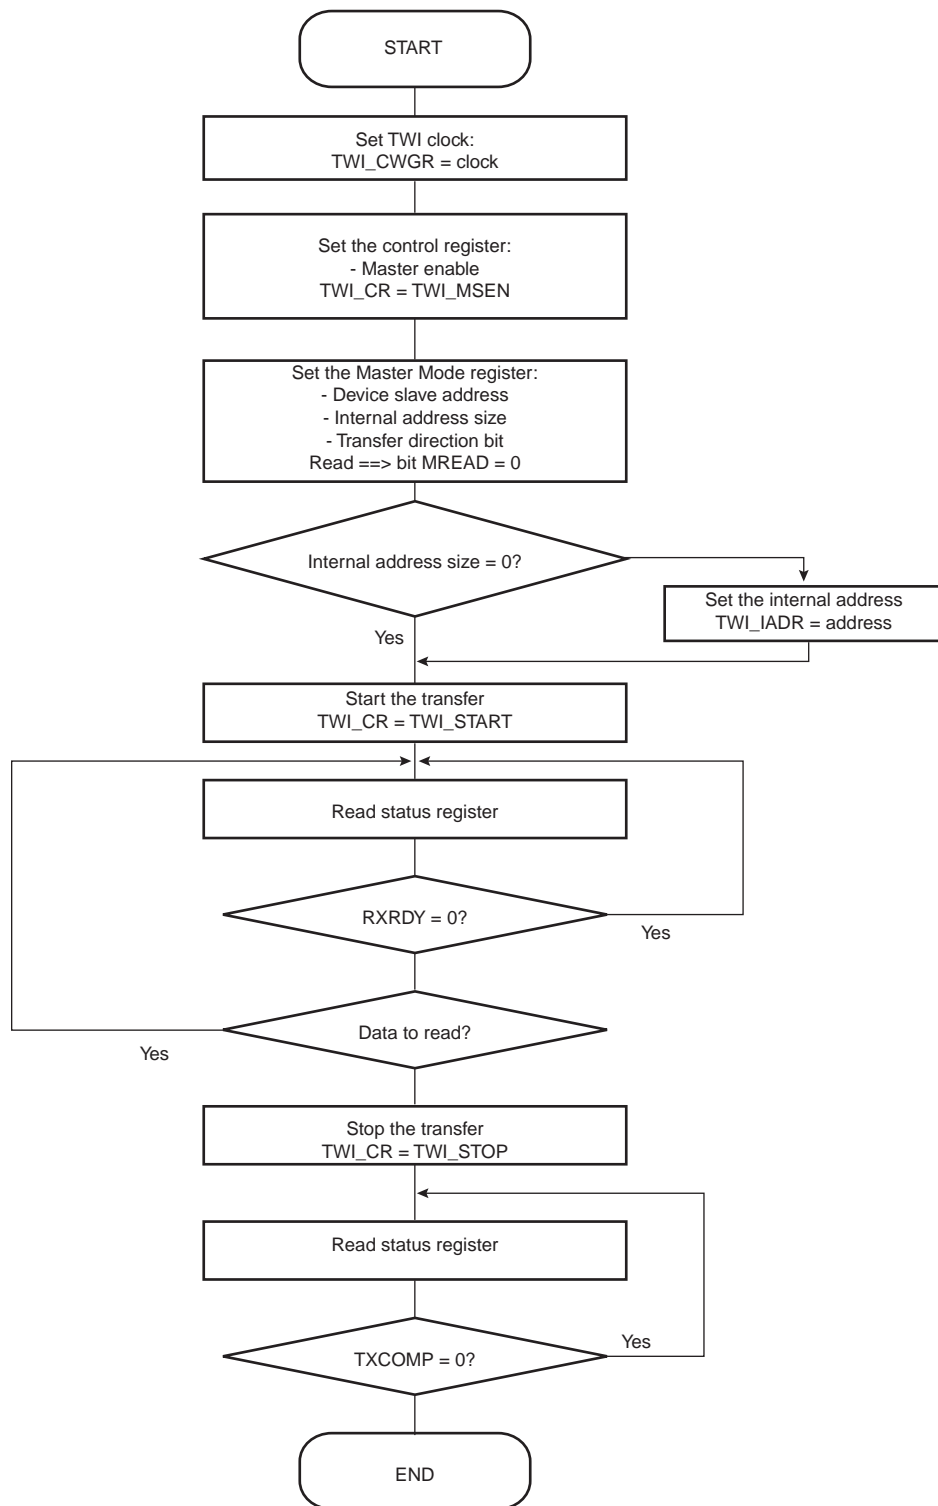 START
Set TWI clock:
TWI_CWGR = clock
Set the control register:
- Master enable
TWI_CR = TWI_MSEN
Set the Master Mode register:
- Device slave address
- Internal address size
- Transfer direction bit
Read ==> bit MREAD = 0
Internal address size = 0?
Set the internal address
TWI_IADR = address
Yes
Start the transfer
TWI_CR = TWI_START
Read status register
RXRDY = 0?
Yes
Data to read?
Yes
Stop the transfer
TWI_CR = TWI_STOP
Read status register
TXCOMP = 0?
Yes
END